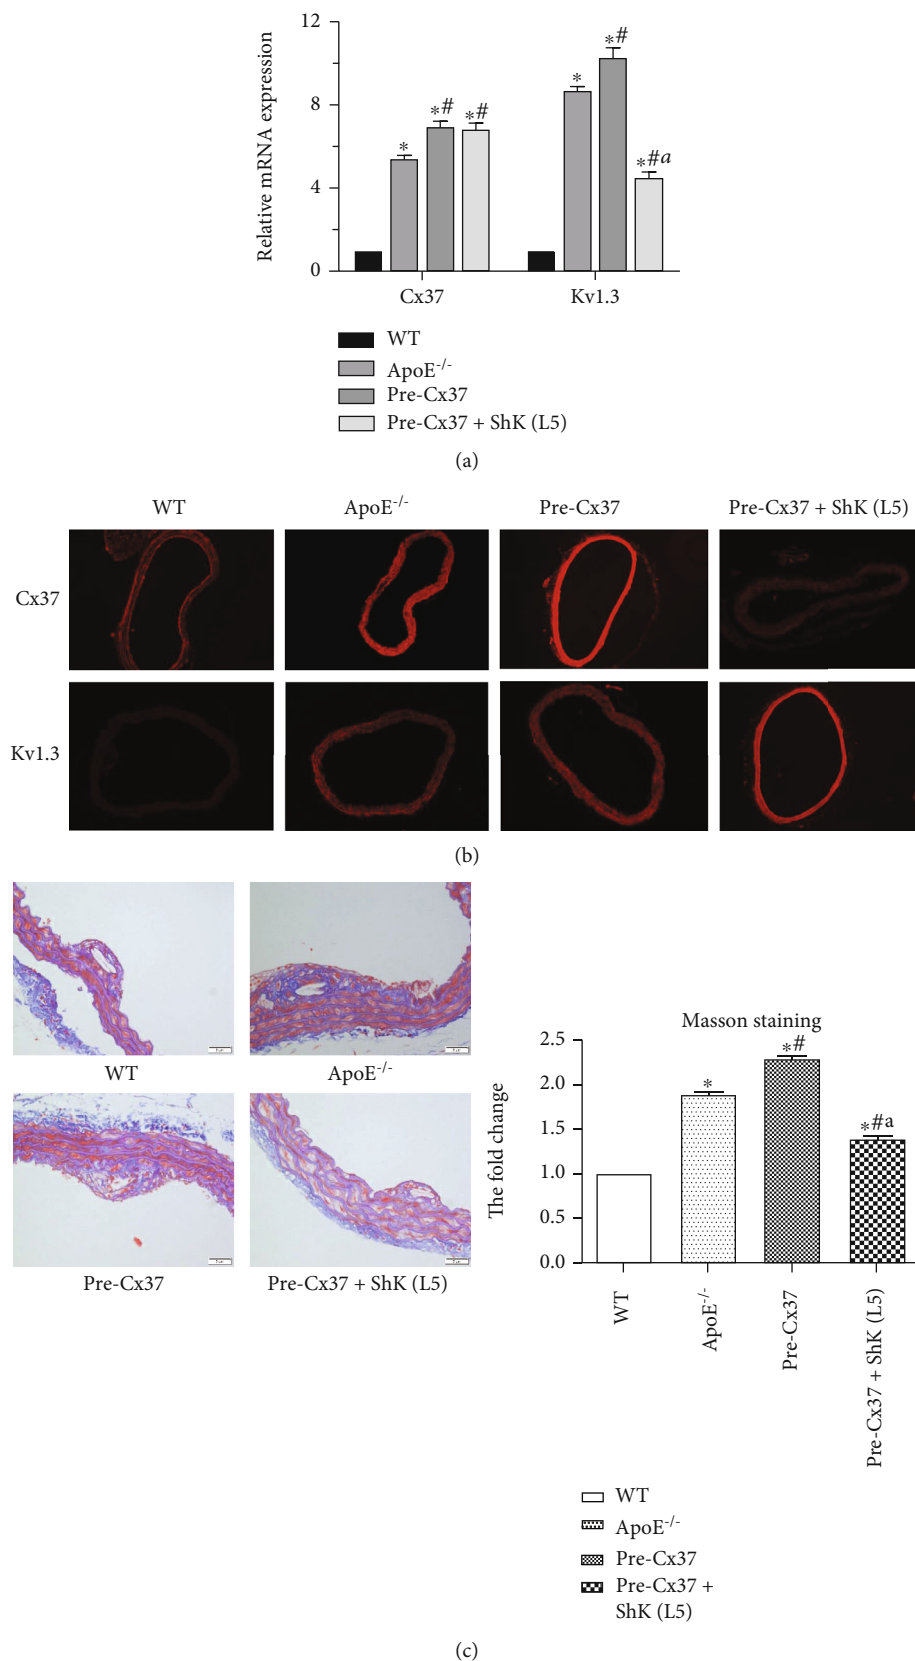 12
8
4
0
Relative mRNA expression
*
*#
*#
*
*#
*#a
Cx37
Kv1.3
WT
ApoE-/-
Pre-Cx37
Pre-Cx37 + ShK (L5)
(a)
WT
ApoE-/-
Pre-Cx37
Pre-Cx37 + ShK (L5)
Cx37
Kv1.3
(b)
WT
ApoE-/-
Pre-Cx37
Pre-Cx37 + ShK (L5)
Masson staining
2.5
2.0
1.5
1.0
0.5
0.0
The fold change
*
*#
*#a
WT
ApoE-/-
Pre-Cx37
Pre-Cx37 + ShK (L5)
WT
ApoE-/-
Pre-Cx37
Pre-Cx37 +
ShK (L5)
(c)